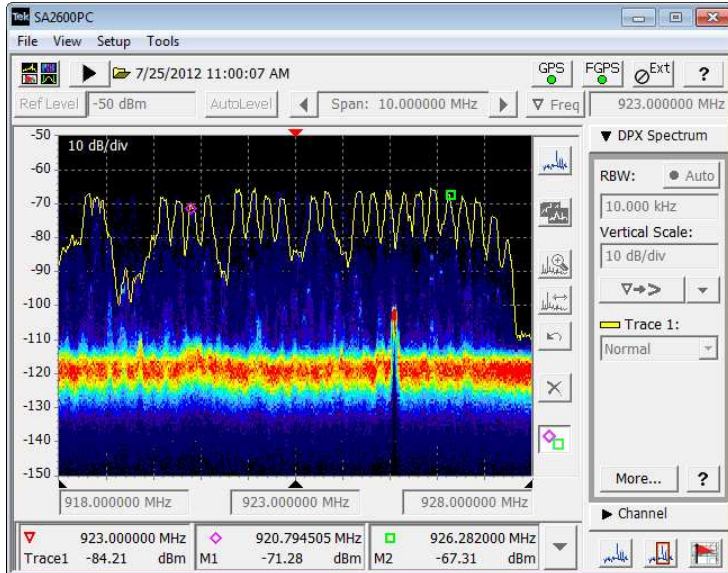 Tek SA2600PC
File View Setup Tools
7/25/2012 11:00:07 AM GPS FGPS Ext ?
Ref Level -50 dBm AutoLevel Span: 10.000000 MHz Freq 923.000000 MHz
-50
10 dB/div
-60
-70
-80
-90
-100
-110
-120
-130
-140
-150
918.000000 MHz 923.000000 MHz 928.000000 MHz
DPX Spectrum
RBW: Auto
10.000 kHz
Vertical Scale:
10 dB/div
Trace 1:
Normal
More... ?
Channel
923.000000 MHz 920.794505 MHz 926.282000 MHz
Trace1 -84.21 dBm M1 -71.28 dBm M2 -67.31 dBm